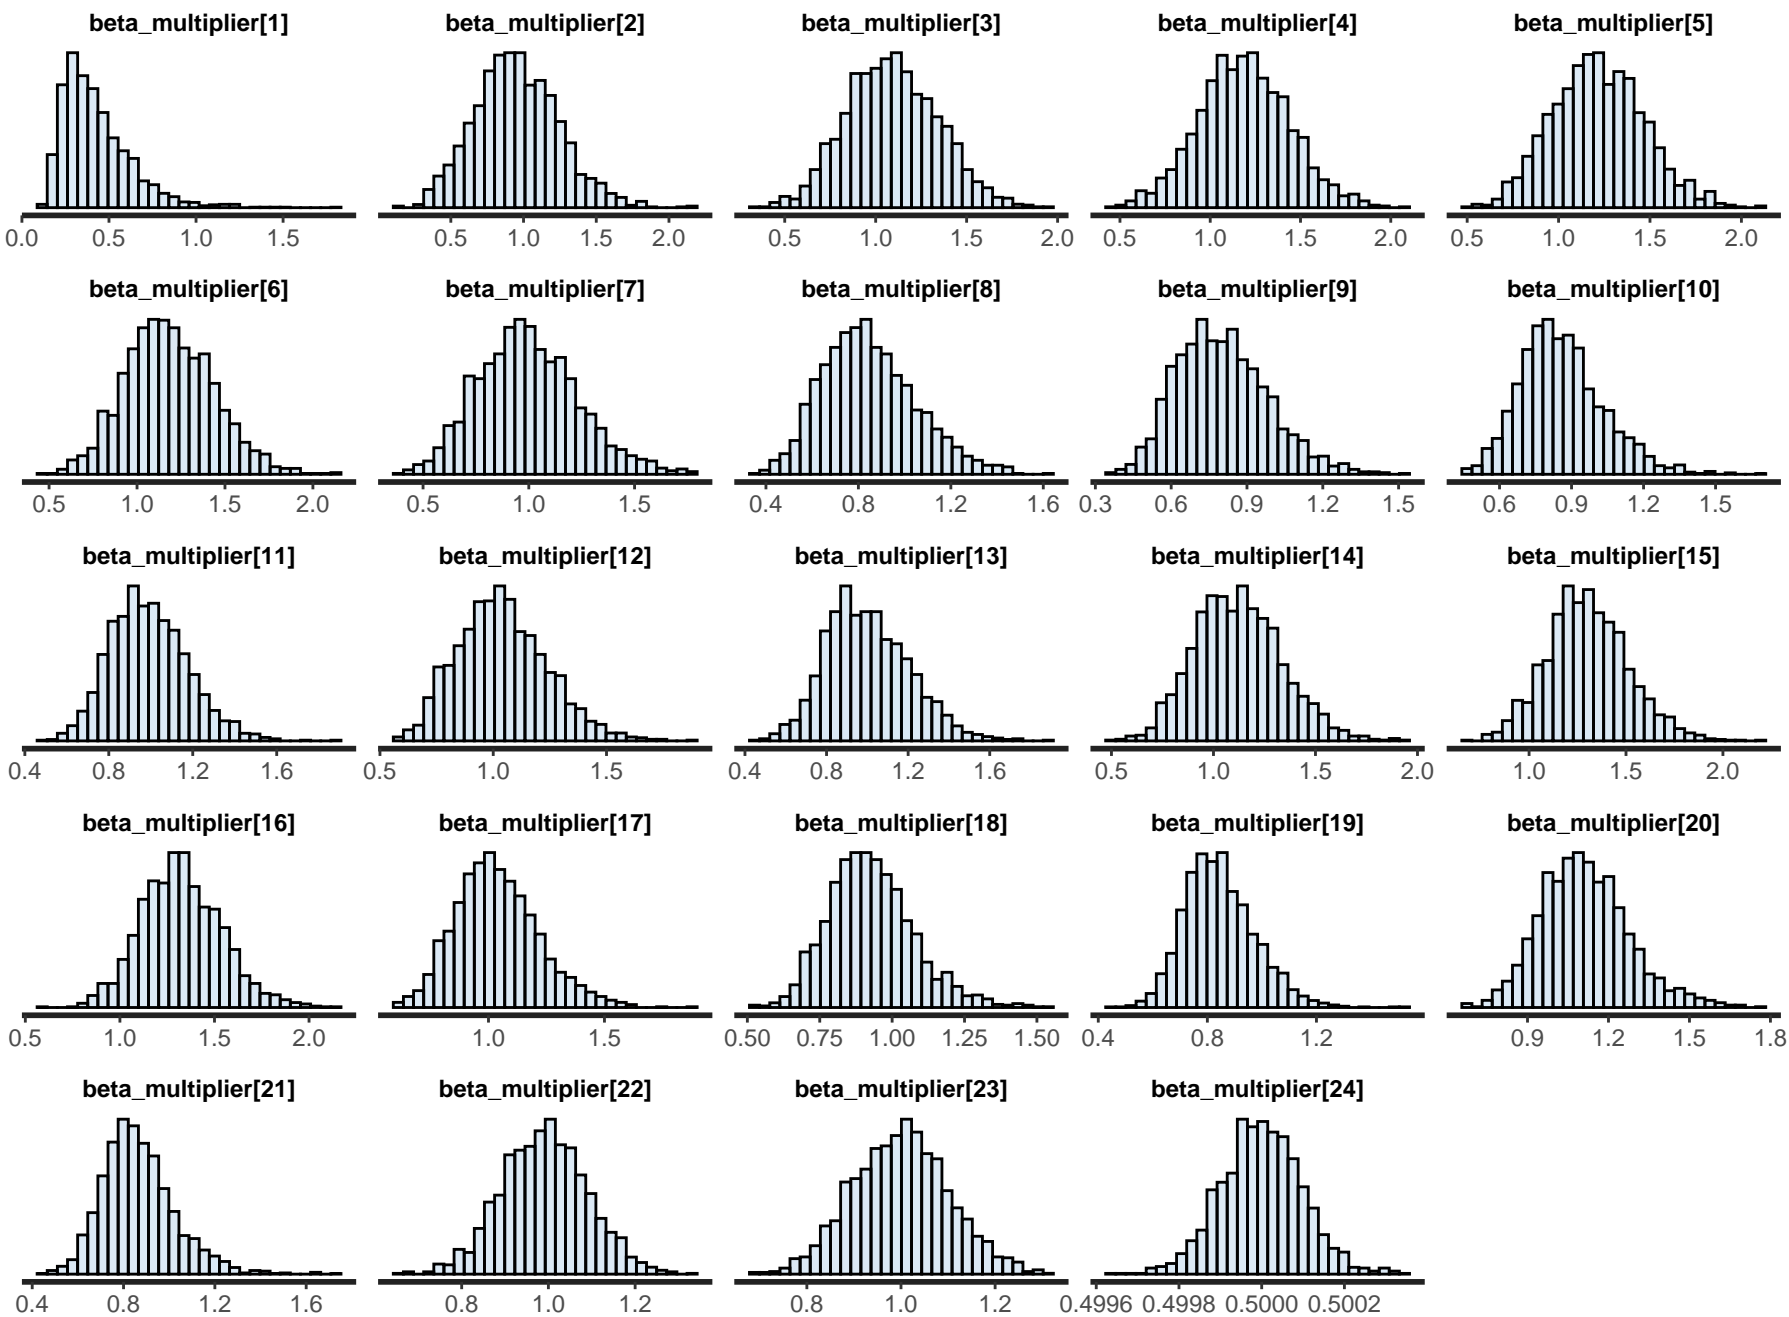 beta_multiplier[1] beta_multiplier[2] beta_multiplier[3] beta_multiplier[4] beta_multiplier[5]
0.0 0.5 1.0 1.5 0.5 1.0 1.5 2.0 0.5 1.0 1.5 2.0 0.5 1.0 1.5 2.0 0.5 1.0 1.5 2.0
beta_multiplier[6] beta_multiplier[7] beta_multiplier[8] beta_multiplier[9] beta_multiplier[10]
0.5 1.0 1.5 2.0 0.5 1.0 1.5 0.4 0.8 1.2 1.6 0.3 0.6 0.9 1.2 1.5 0.6 0.9 1.2 1.5
beta_multiplier[11] beta_multiplier[12] beta_multiplier[13] beta_multiplier[14] beta_multiplier[15]
0.4 0.8 1.2 1.6 0.5 1.0 1.5 0.4 0.8 1.2 1.6 0.5 1.0 1.5 2.0 1.0 1.5 2.0
beta_multiplier[16] beta_multiplier[17] beta_multiplier[18] beta_multiplier[19] beta_multiplier[20]
0.5 1.0 1.5 2.0 1.0 1.5 0.50 0.75 1.00 1.25 1.50 0.4 0.8 1.2 0.9 1.2 1.5 1.8
beta_multiplier[21] beta_multiplier[22] beta_multiplier[23] beta_multiplier[24]
0.4 0.8 1.2 1.6 0.8 1.0 1.2 0.8 1.0 1.2 0.4996 0.4998 0.5000 0.5002